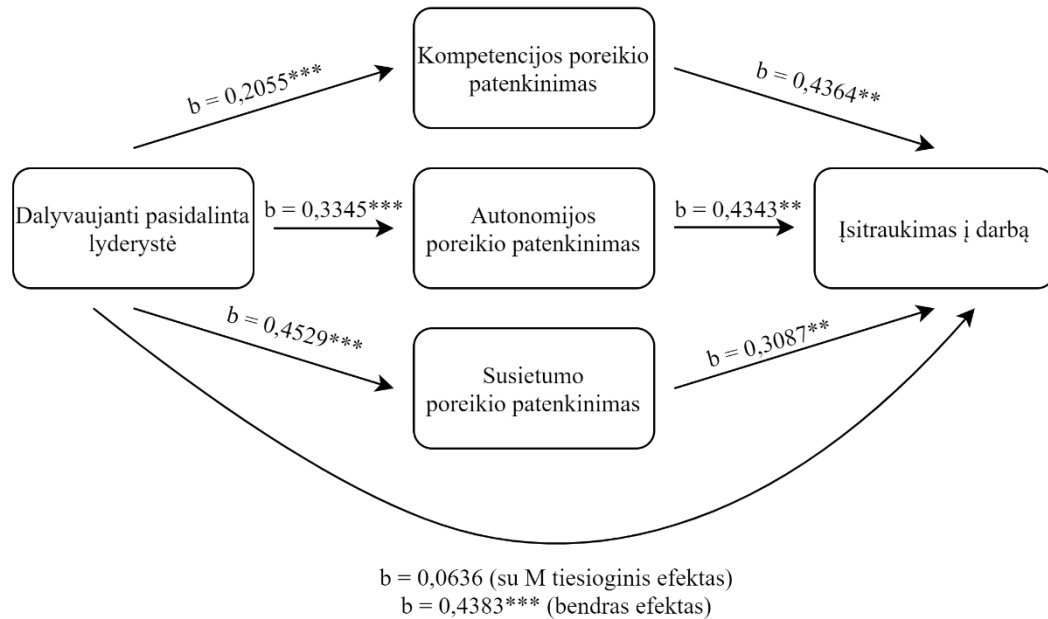 Kompetencijos poreikio
patenkinimas
b = 0,2055***
b = 0,4364**
Dalyvaujanti pasidalinta
lyderystė
b = 0,3345***
Autonomijos
poreikio patenkinimas
b = 0,4343**
Įsitraukimas į darbą
b = 0,4529***
Susietumo
poreikio patenkinimas
b = 0,3087**
b = 0,0636 (su M tiesioginis efektas)
b = 0,4383*** (bendras efektas)